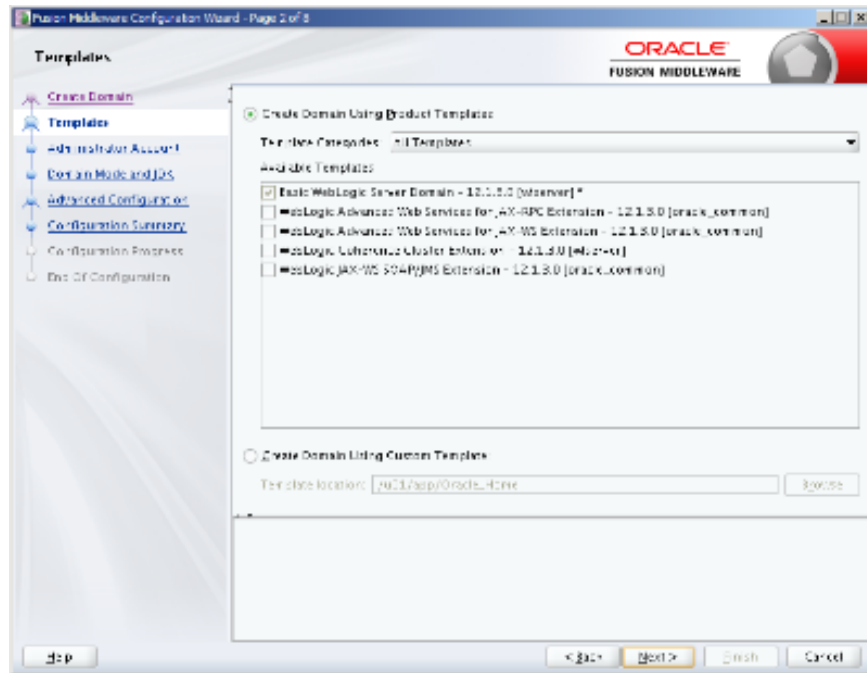 Fusion Middleware Configuration Wizard - Page 2 of 8
Templates
ORACLE
FUSION MIDDLEWARE
Create Domain
Templates
Administrator Account
Domain Mode and JDK
Advanced Configuration
Configuration Summary
Configuration Progress
End Of Configuration
Create Domain Using Product Templates
Template Categories: All Templates
Available Templates
Basic WebLogic Server Domain - 12.1.3.0 [wlserver] *
WebLogic Advanced Web Services for JAX-RPC Extension - 12.1.3.0 [oracle_common]
WebLogic Advanced Web Services for JAX-WS Extension - 12.1.3.0 [oracle_common]
WebLogic Coherence Cluster Extension - 12.1.3.0 [wlserver]
WebLogic JAX-WS SOAP/JMS Extension - 12.1.3.0 [oracle_common]
Create Domain Using Custom Template
Template location: /u01/app/Oracle_Home
Browse
Help
< Back
Next >
Finish
Cancel